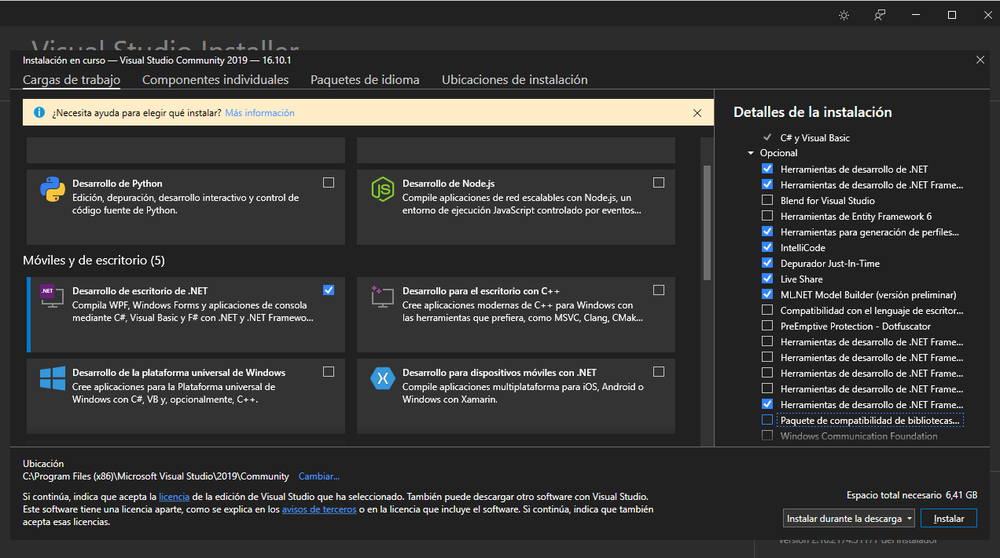 Visual Studio Installer
Instalación en curso — Visual Studio Community 2019 — 16.10.1
Cargas de trabajo
Componentes individuales
Paquetes de idioma
Ubicaciones de instalación
¿Necesita ayuda para elegir qué instalar? Más información
Desarrollo de Python
Edición, depuración, desarrollo interactivo y control de
código fuente de Python.
Desarrollo de Node.js
Compile aplicaciones de red escalables con Node.js, un
entorno de ejecución JavaScript controlado por eventos...
Móviles y de escritorio (5)
.NET
Desarrollo de escritorio de .NET
Compila WPF, Windows Forms y aplicaciones de consola
mediante C#, Visual Basic y F# con .NET y .NET Framewo...
Desarrollo para el escritorio con C++
Cree aplicaciones modernas de C++ para Windows con
las herramientas que prefiera, como MSVC, Clang, CMak...
Desarrollo de la plataforma universal de Windows
Cree aplicaciones para la Plataforma universal de
Windows con C#, VB y, opcionalmente, C++.
Desarrollo para dispositivos móviles con .NET
Compile aplicaciones multiplataforma para iOS, Android o
Windows con Xamarin.
Detalles de la instalación
C# y Visual Basic
Opcional
Herramientas de desarrollo de .NET
Herramientas de desarrollo de .NET Frame...
Blend for Visual Studio
Herramientas de Entity Framework 6
Herramientas para generación de perfiles...
IntelliCode
Depurador Just-In-Time
Live Share
ML.NET Model Builder (versión preliminar)
Compatibilidad con el lenguaje de escritor...
PreEmptive Protection - Dotfuscator
Herramientas de desarrollo de .NET Frame...
Herramientas de desarrollo de .NET Frame...
Herramientas de desarrollo de .NET Frame...
Herramientas de desarrollo de .NET Frame...
Herramientas de desarrollo de .NET Frame...
Paquete de compatibilidad de bibliotecas...
Windows Communication Foundation
Ubicación
C:\Program Files (x86)\Microsoft Visual Studio\2019\Community Cambiar...
Si continúa, indica que acepta la licencia de la edición de Visual Studio que ha seleccionado. También puede descargar otro software con Visual Studio.
Este software tiene una licencia aparte, como se explica en los avisos de terceros o en la licencia que incluye el software. Si continúa, indica que también
acepta esas licencias.
Espacio total necesario 6,41 GB
Instalar durante la descarga
Instalar
del instalador